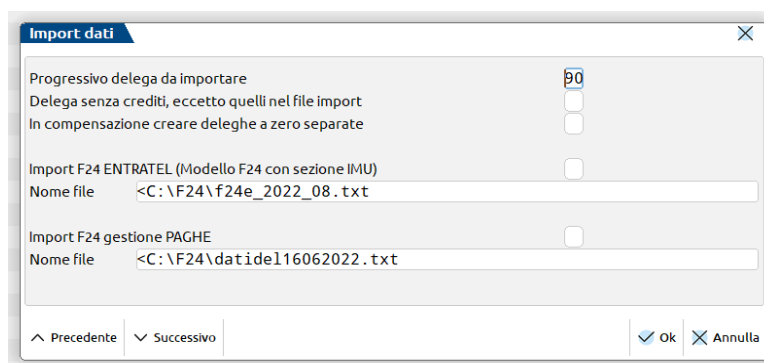 Import dati
Progressivo delega da importare 90
Delega senza crediti, eccetto quelli nel file import
In compensazione creare deleghe a zero separate
Import F24 ENTRATEL (Modello F24 con sezione IMU)
Nome file <C:\F24\f24e_2022_08.txt
Import F24 gestione PAGHE
Nome file <C:\F24\datidel16062022.txt
Precedente Successivo Ok Annulla